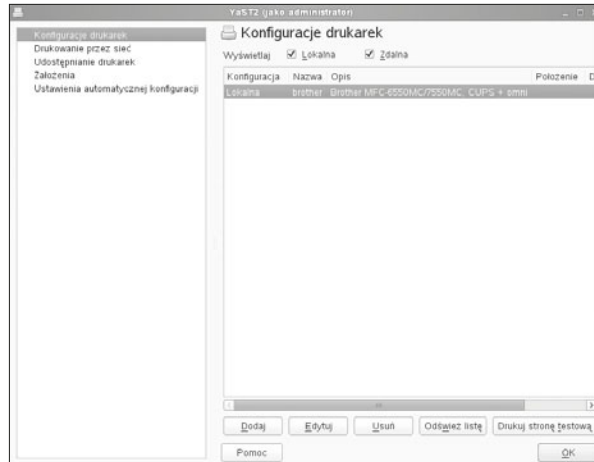 YaST2 (jako administrator)
Konfiguracje drukarek
Drukowanie przez sieć
Udostępnianie drukarek
Założenia
Ustawienia automatycznej konfiguracji
Konfiguracje drukarek
Wyświetlaj Lokalna Zdalna
Konfiguracja Nazwa Opis Położenie D
Lokalna brother Brother MFC-6550MC/7550MC, CUPS + omni
Dodaj Edytuj Usuń Odśwież listę Drukuj stronę testową
Pomoc OK